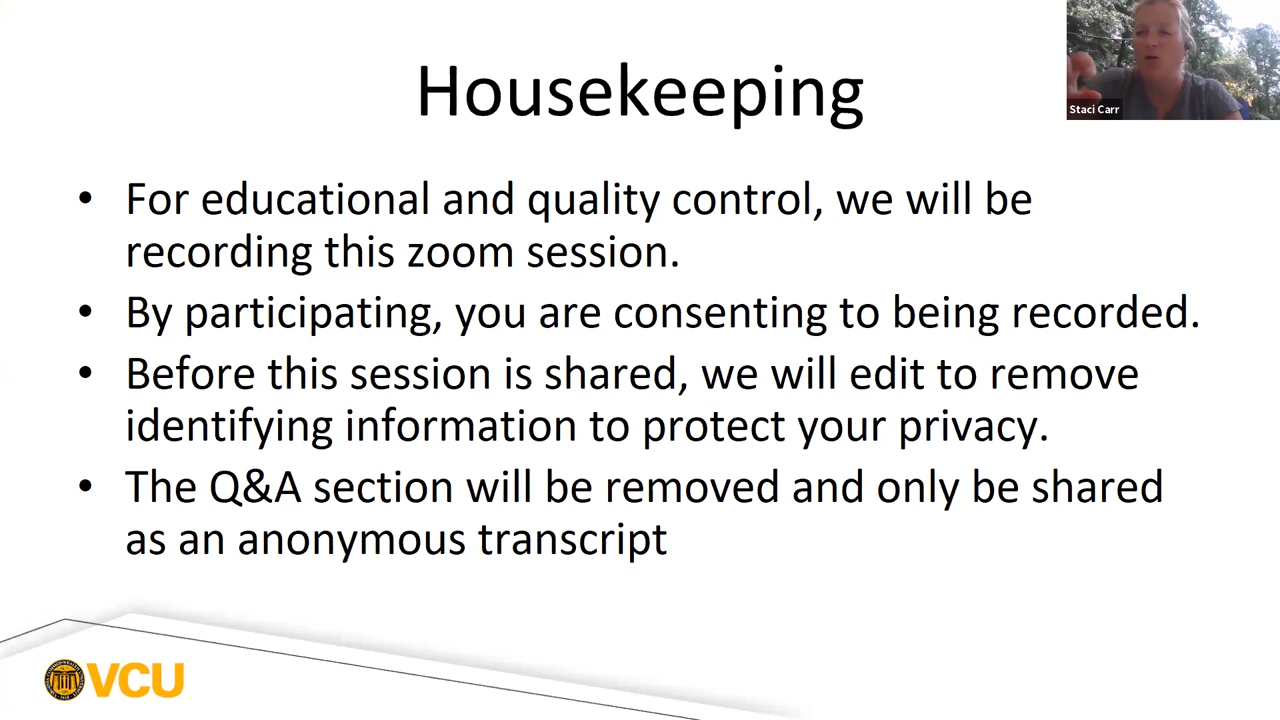 Housekeeping
Staci Carr
• For educational and quality control, we will be
recording this zoom session.
• By participating, you are consenting to being recorded.
• Before this session is shared, we will edit to remove
identifying information to protect your privacy.
• The Q&A section will be removed and only be shared
as an anonymous transcript
VCU